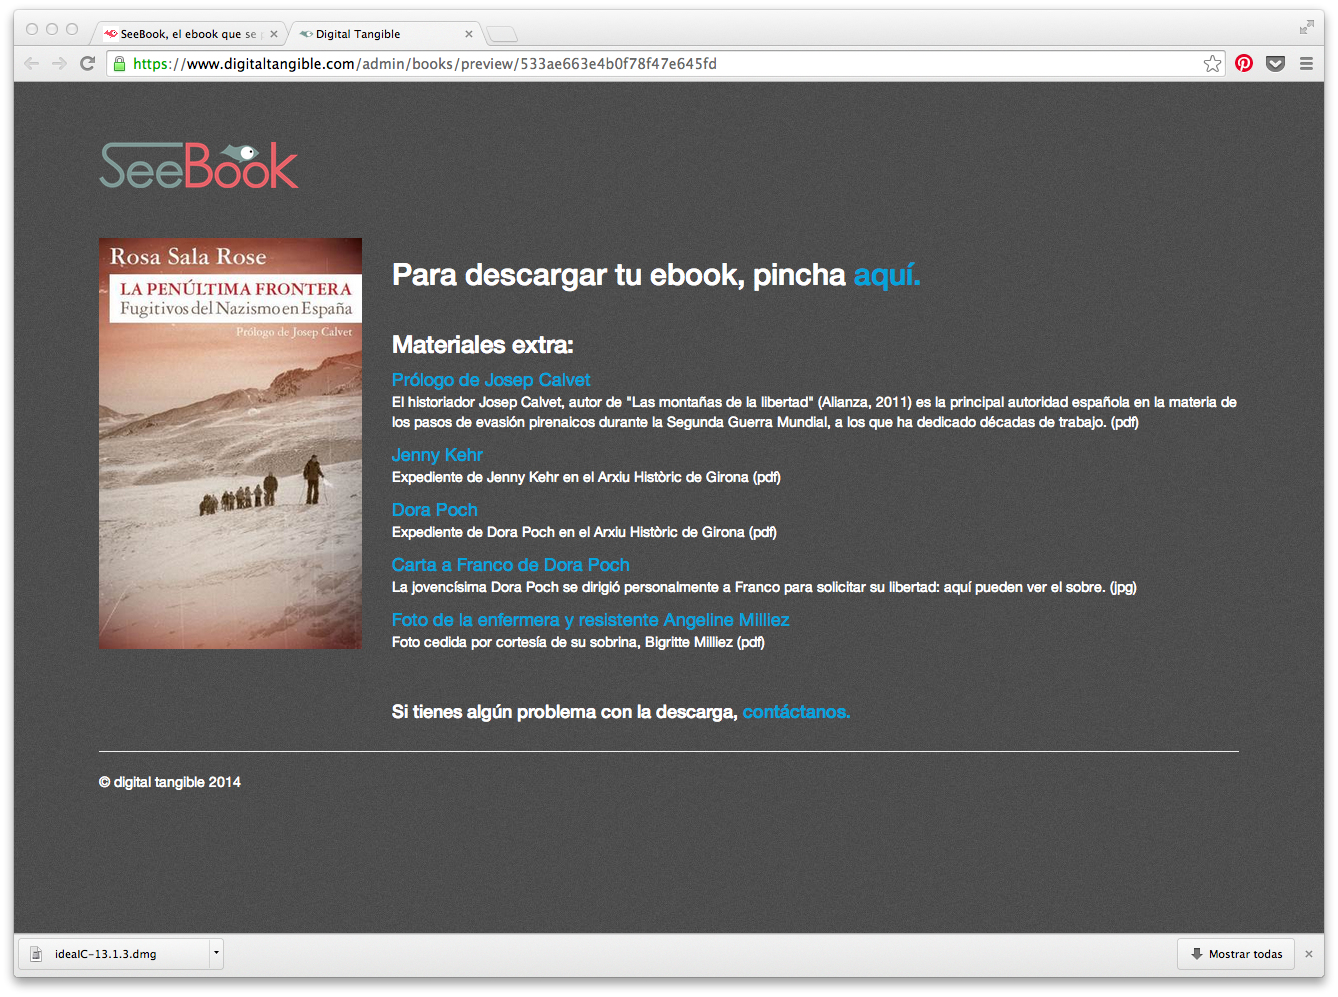 SeeBook, el ebook que se p
Digital Tangible
https://www.digitaltangible.com/admin/books/preview/533ae663e4b0f78f47e645fd
SeeBook
Rosa Sala Rose
LA PENÚLTIMA FRONTERA
Fugitivos del Nazismo en España
Prólogo de Josep Calvet
Para descargar tu ebook, pincha aquí.
Materiales extra:
Prólogo de Josep Calvet
El historiador Josep Calvet, autor de "Las montañas de la libertad" (Alianza, 2011) es la principal autoridad española en la materia de
los pasos de evasión pirenaicos durante la Segunda Guerra Mundial, a los que ha dedicado décadas de trabajo. (pdf)
Jenny Kehr
Expediente de Jenny Kehr en el Arxiu Històric de Girona (pdf)
Dora Poch
Expediente de Dora Poch en el Arxiu Històric de Girona (pdf)
Carta a Franco de Dora Poch
La jovencísima Dora Poch se dirigió personalmente a Franco para solicitar su libertad: aquí pueden ver el sobre. (jpg)
Foto de la enfermera y resistente Angeline Milliez
Foto cedida por cortesía de su sobrina, Bigritte Milliez (pdf)
Si tienes algún problema con la descarga, contáctanos.
© digital tangible 2014
ideaIC-13.1.3.dmg
Mostrar todas